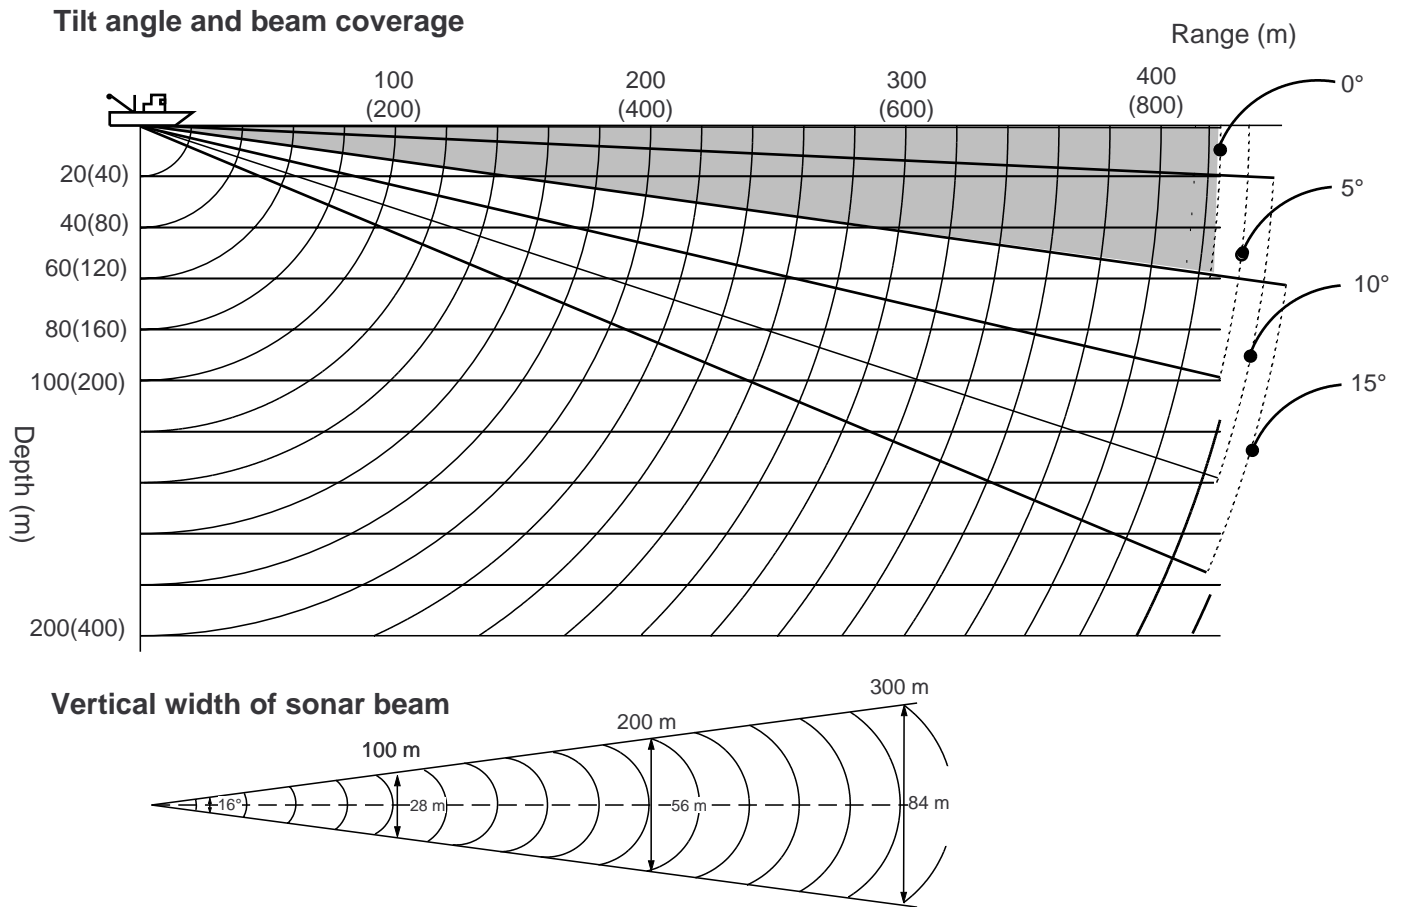 Tilt angle and beam coverage
Range (m)
100
(200)
200
(400)
300
(600)
400
(800)
0°
5°
10°
15°
20(40)
40(80)
60(120)
80(160)
100(200)
200(400)
Depth (m)
Vertical width of sonar beam
100 m
200 m
300 m
16°
28 m
56 m
84 m